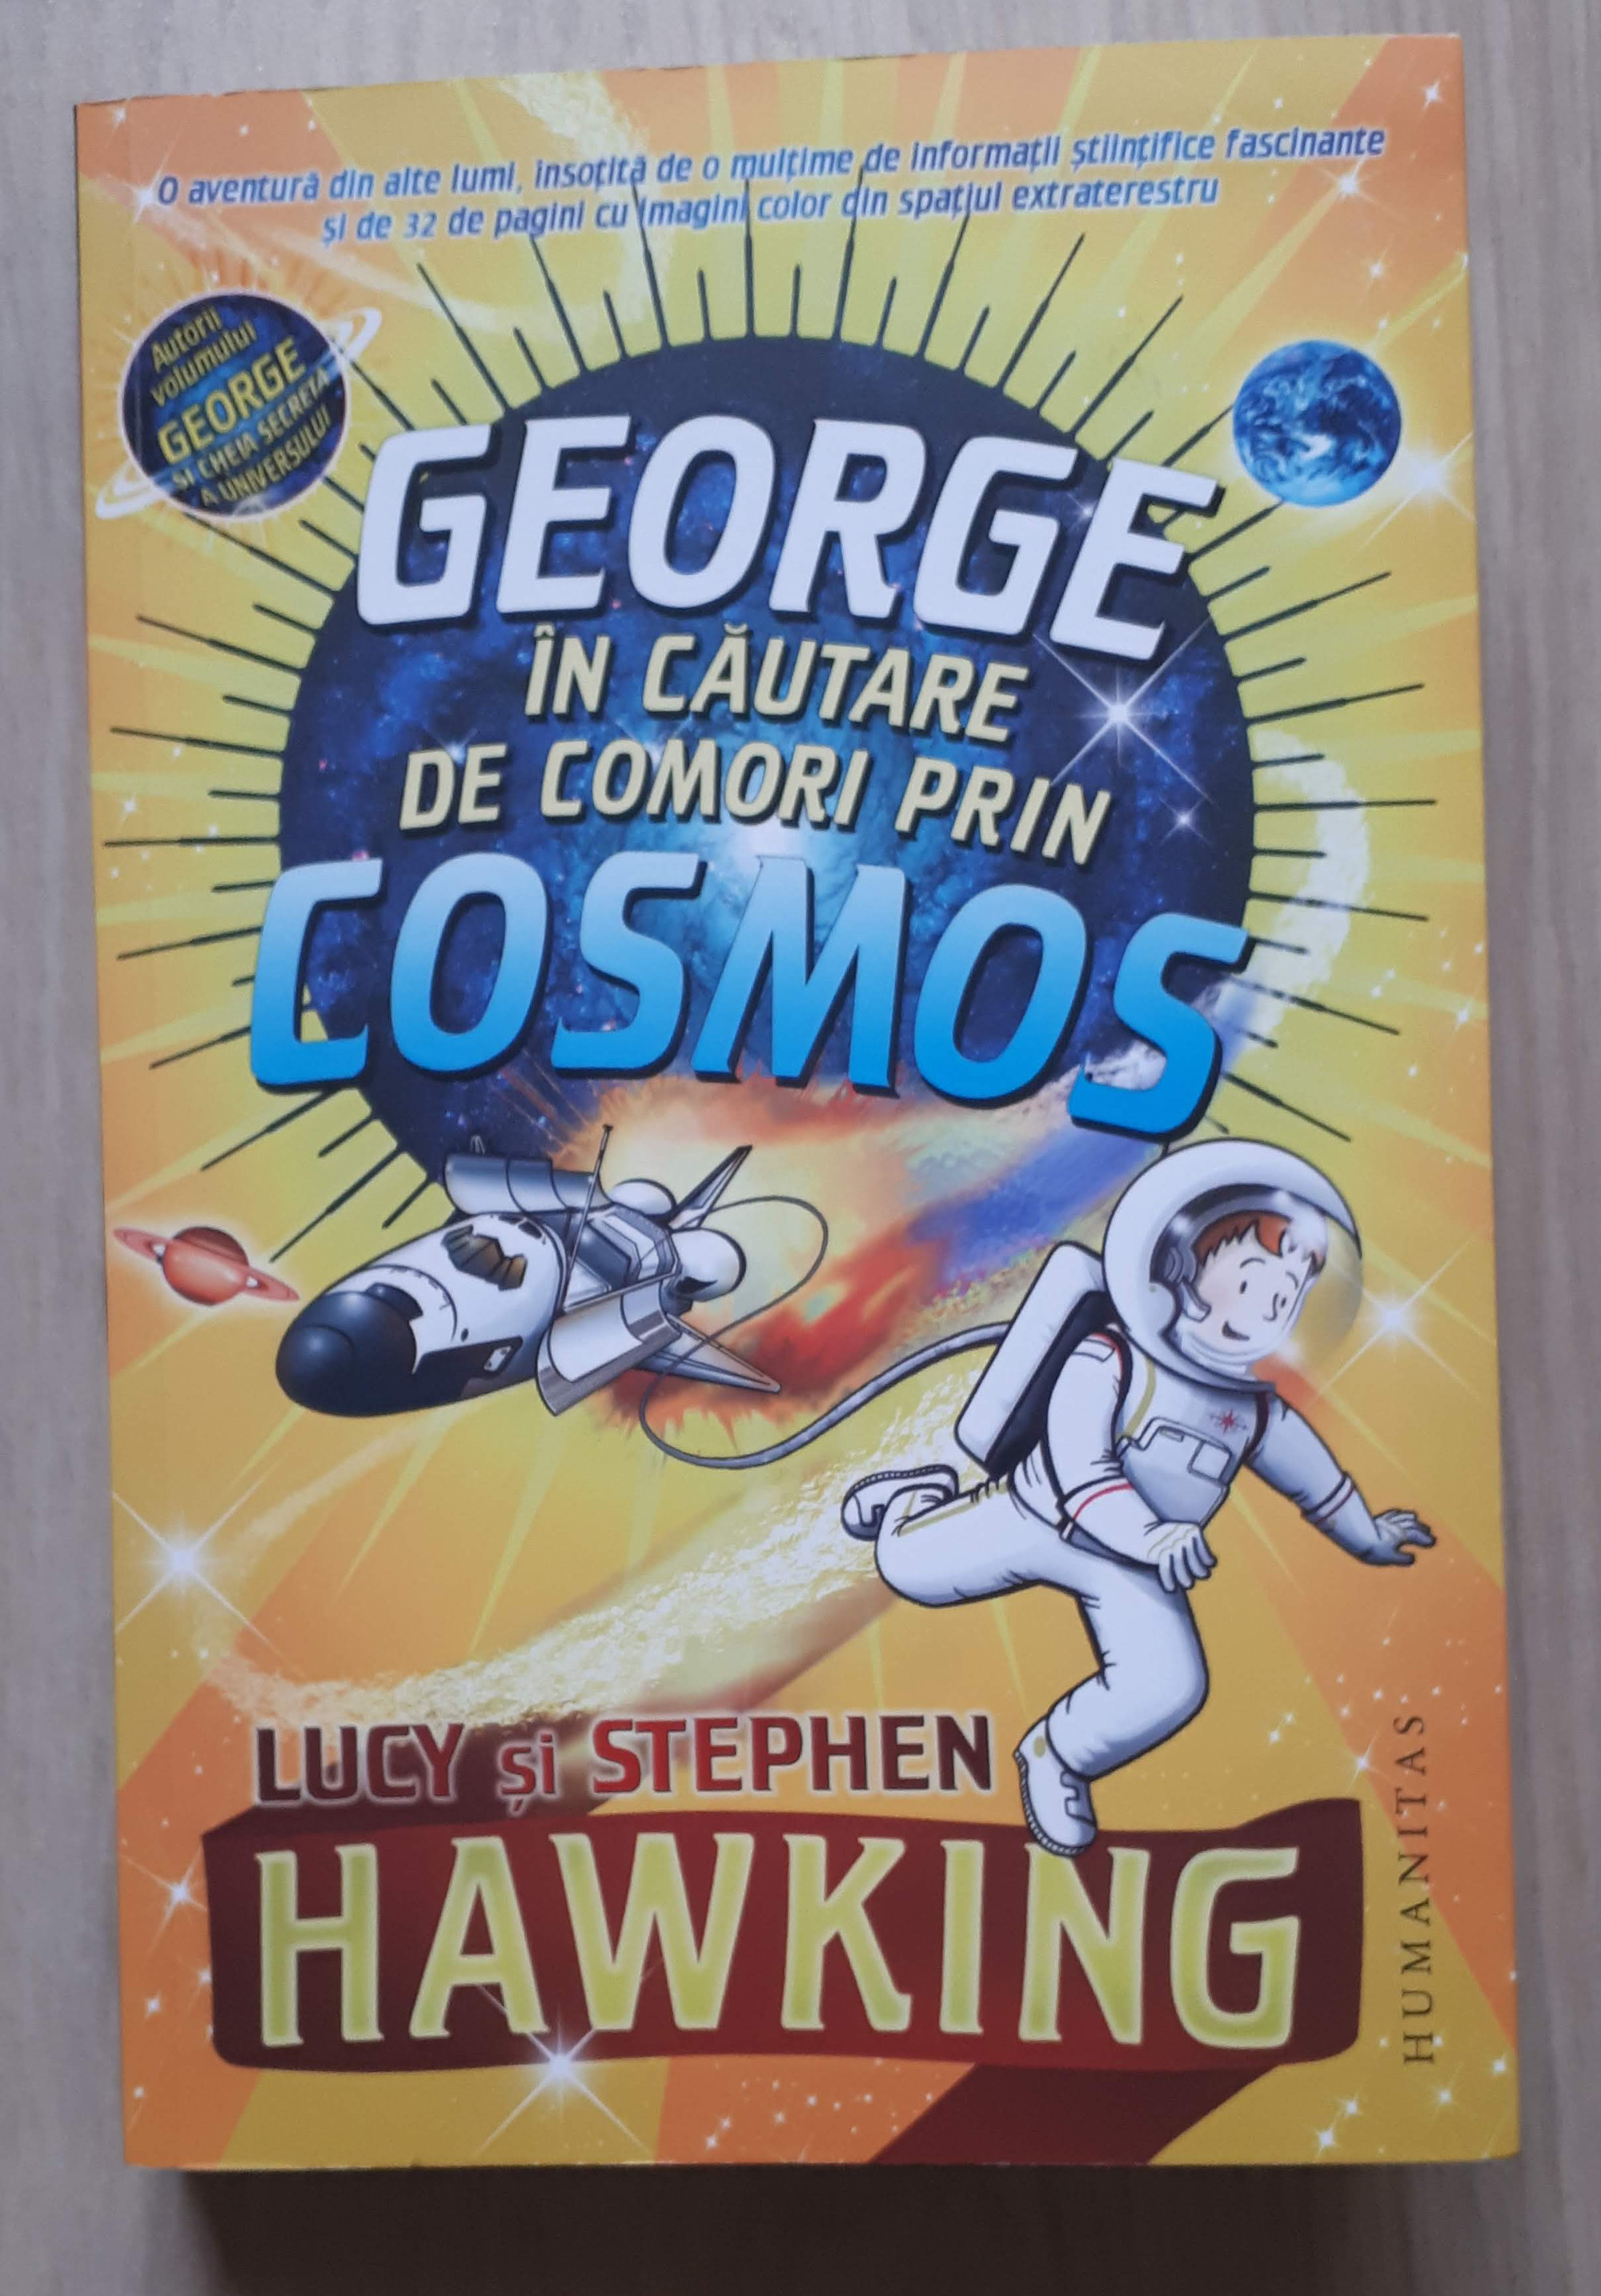 O aventură din alte lumi, însoțită de o mulțime de informații științifice fascinante
și de 32 de pagini cu imagini color din spațiul extraterestru
Autorii
volumului
GEORGE
ȘI CHEIA SECRETĂ
A UNIVERSULUI
GEORGE
ÎN CĂUTARE
DE COMORI PRIN
COSMOS
LUCY și STEPHEN
HAWKING
HUMANITAS